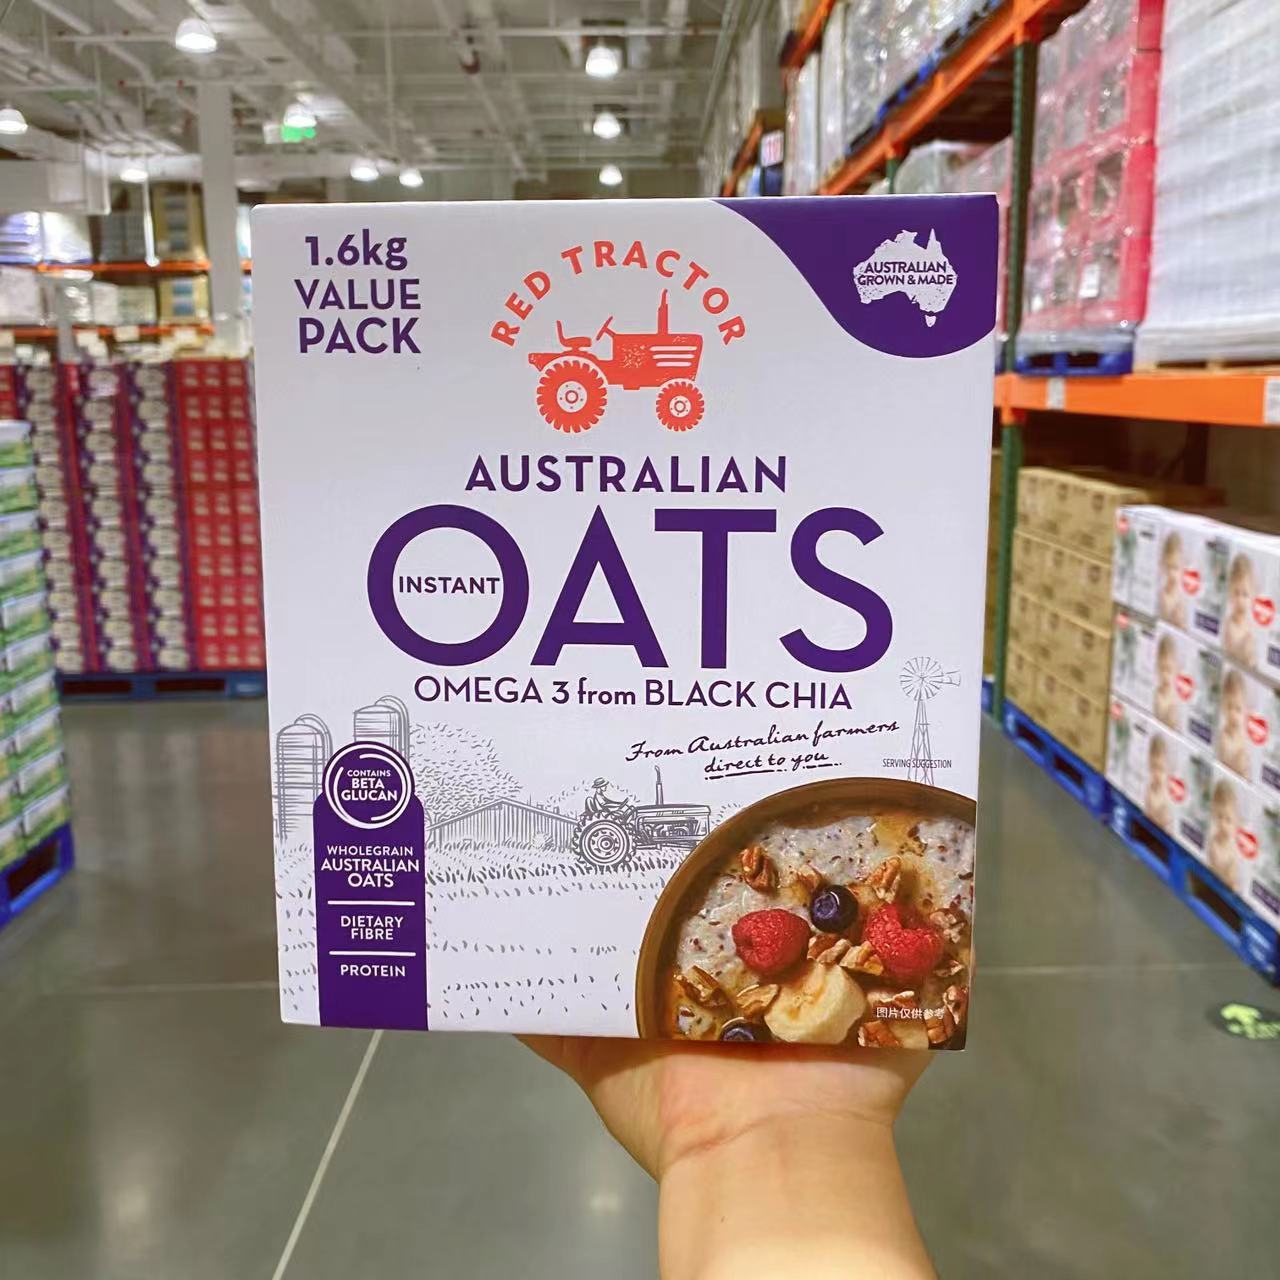 1.6kg
VALUE
PACK
RED TRACTOR
AUSTRALIAN
GROWN & MADE
AUSTRALIAN
OATS
INSTANT
OMEGA 3 from BLACK CHIA
From Australian farmers
direct to you
SERVING SUGGESTION
CONTAINS
BETA
GLUCAN
WHOLEGRAIN
AUSTRALIAN
OATS
DIETARY
FIBRE
PROTEIN
图片仅供参考